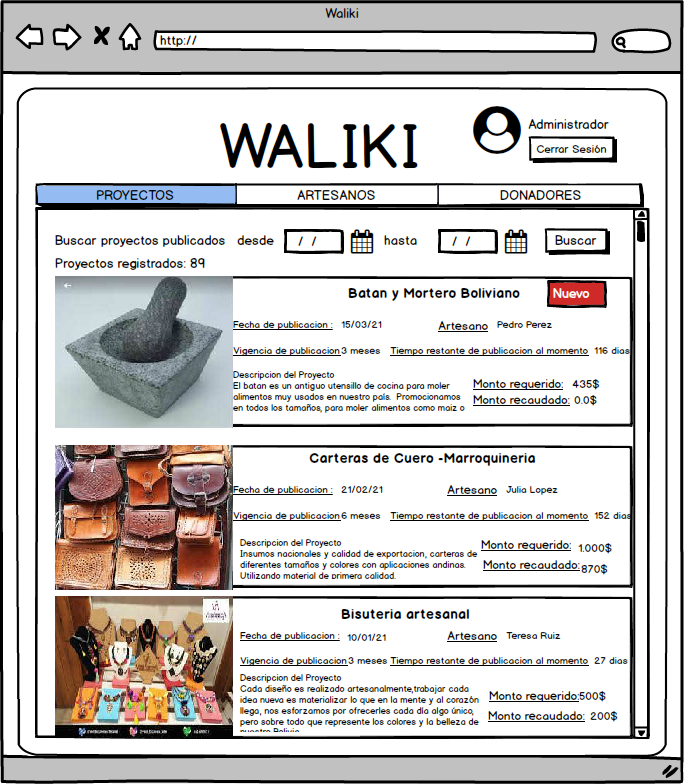 Waliki
http://
WALIKI
Administrador
Cerrar Sesión
PROYECTOS ARTESANOS DONADORES
Buscar proyectos publicados desde / / hasta / / Buscar
Proyectos registrados: 89
Batan y Mortero Boliviano Nuevo
Fecha de publicacion : 15/03/21 Artesano Pedro Perez
Vigencia de publicacion 3 meses Tiempo restante de publicacion al momento 116 dias
Descripcion del Proyecto
El batan es un antiguo utensillo de cocina para moler
alimentos muy usados en nuestro país. Promocionamos
en todos los tamaños, para moler alimentos como maiz o
Monto requerido: 435$
Monto recaudado: 0.0$
Carteras de Cuero -Marroquineria
Fecha de publicacion : 21/02/21 Artesano Julia Lopez
Vigencia de publicacion 6 meses Tiempo restante de publicacion al momento 152 dias
Descripcion del Proyecto
Insumos nacionales y calidad de exportacion, carteras de
diferentes tamaños y colores con aplicaciones andinas.
Utilizando material de primera calidad.
Monto requerido: 1.000$
Monto recaudado: 870$
Bisuteria artesanal
Fecha de publicacion : 10/01/21 Artesano Teresa Ruiz
Vigencia de publicacion 3 meses Tiempo restante de publicacion al momento 27 dias
Descripcion del Proyecto
Cada diseño es realizado artesanalmente,trabajar cada
idea nueva es materializar lo que en la mente y al corazón
llega, nos esforzamos por ofrecerles cada día algo único,
pero sobre todo que represente los colores y la belleza de
nuestra Bolivia
Monto requerido: 500$
Monto recaudado: 200$